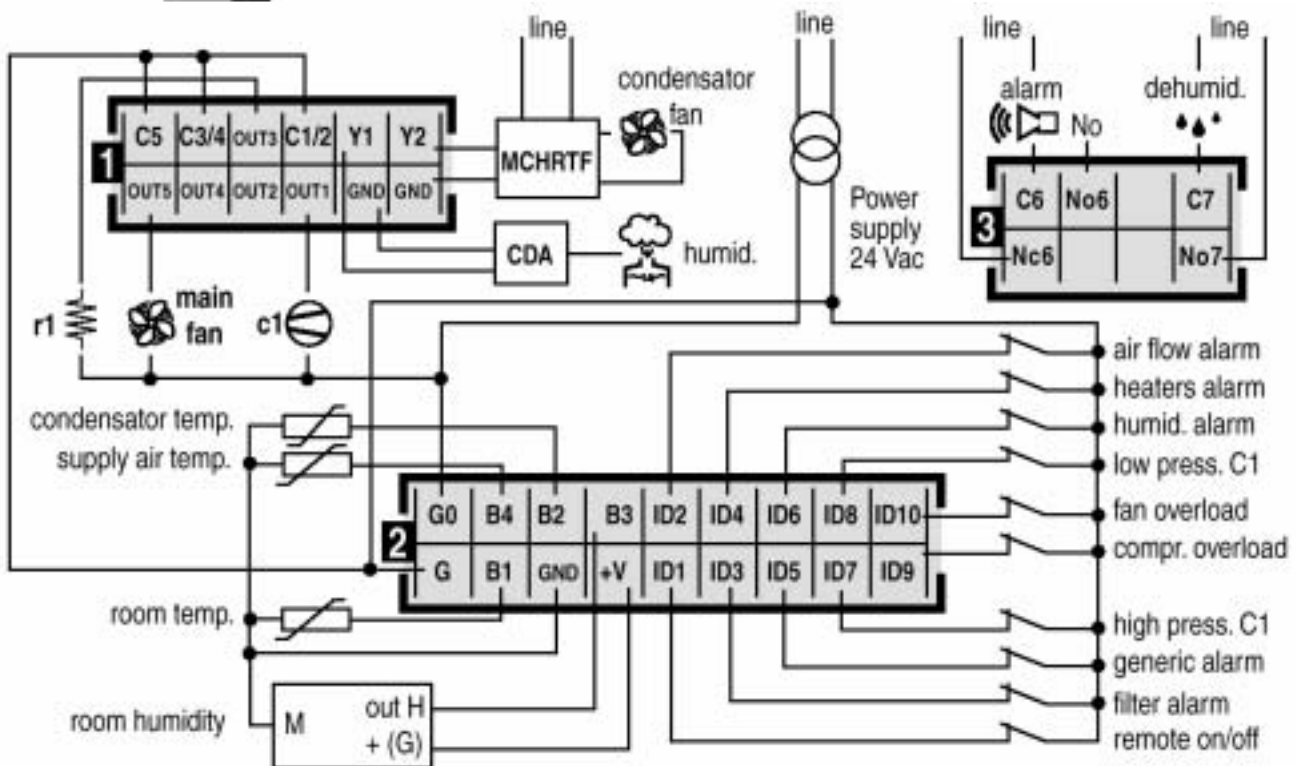 line
line
line
line
condensator
fan
alarm
No
dehumid.
1
C5 C3/4 OUT3 C1/2 Y1 Y2
OUT5 OUT4 OUT2 OUT1 GND GND
MCHRTF
CDA
humid.
Power
supply
24 Vac
3
C6 No6 C7
Nc6 No7
r1
main
fan
c1
condensator temp.
supply air temp.
room temp.
room humidity
2
G0 B4 B2 B3 ID2 ID4 ID6 ID8 ID10
G B1 GND +V ID1 ID3 ID5 ID7 ID9
M
out H
+ (G)
air flow alarm
heaters alarm
humid. alarm
low press. C1
fan overload
compr. overload
high press. C1
generic alarm
filter alarm
remote on/off